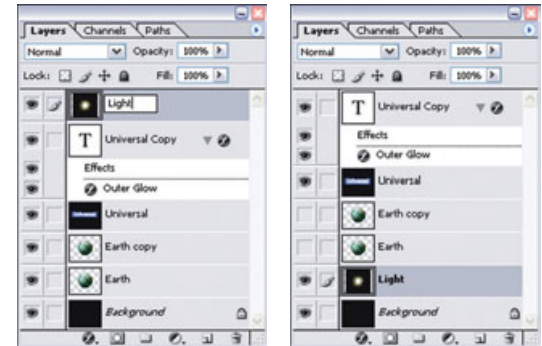 Layers Channels Paths
Normal Opacity: 100%
Lock: Fill: 100%
Light
T Universal Copy
Effects
Outer Glow
Universal
Earth copy
Earth
Background
Layers Channels Paths
Normal Opacity: 100%
Lock: Fill: 100%
T Universal Copy
Effects
Outer Glow
Universal
Earth copy
Earth
Light
Background